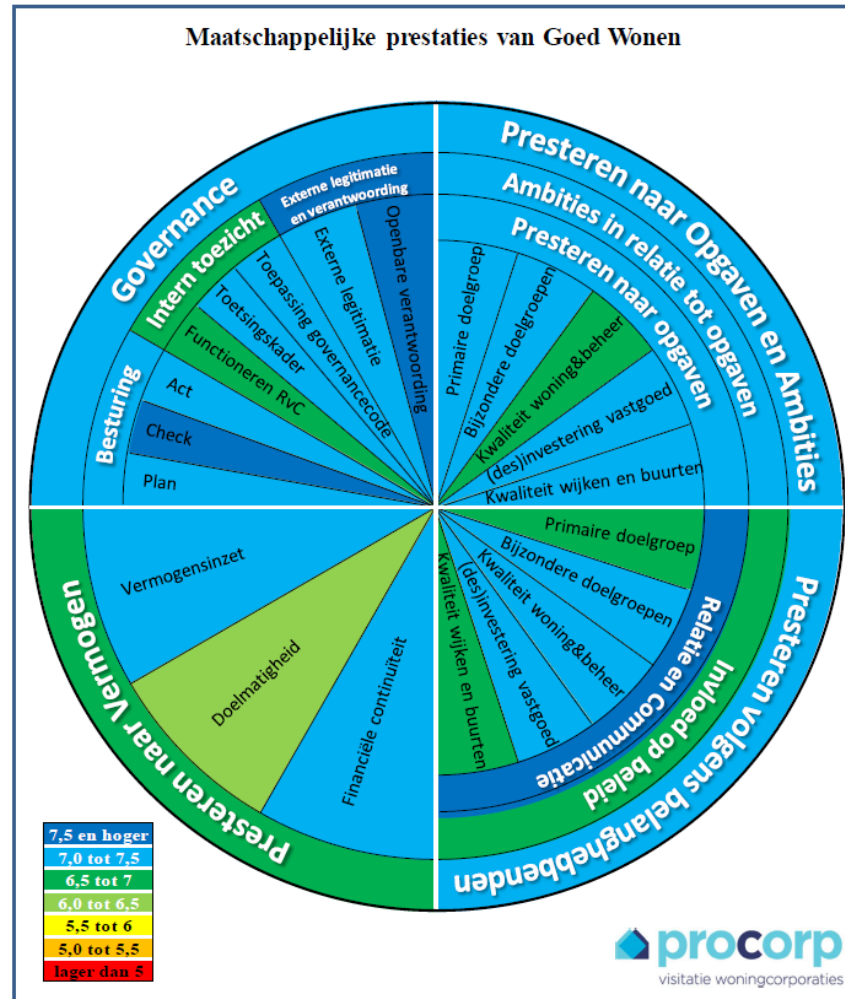 Maatschappelijke prestaties van Goed Wonen
Governance
Besturing
Plan
Check
Act
Intern toezicht
Functioneren RvC
Toetsingskader
Toepassing governancecode
Externe legitimatie
en verantwoording
Externe legitimatie
Openbare verantwoording
Presteren naar Opgaven en Ambities
Ambities in relatie tot opgaven
Presteren naar opgaven
Primaire doelgroep
Bijzondere doelgroepen
Kwaliteit woning&beheer
(des)investering vastgoed
Kwaliteit wijken en buurten
Presteren volgens belanghebbenden
Invloed op beleid
Relatie en Communicatie
Primaire doelgroep
Bijzondere doelgroepen
Kwaliteit woning&beheer
(des)investering vastgoed
Kwaliteit wijken en buurten
Presteren naar Vermogen
Vermogensinzet
Doelmatigheid
Financiële continuïteit
7,5 en hoger
7,0 tot 7,5
6,5 tot 7
6,0 tot 6,5
5,5 tot 6
5,0 tot 5,5
lager dan 5
procorp
visitatie woningcorporaties